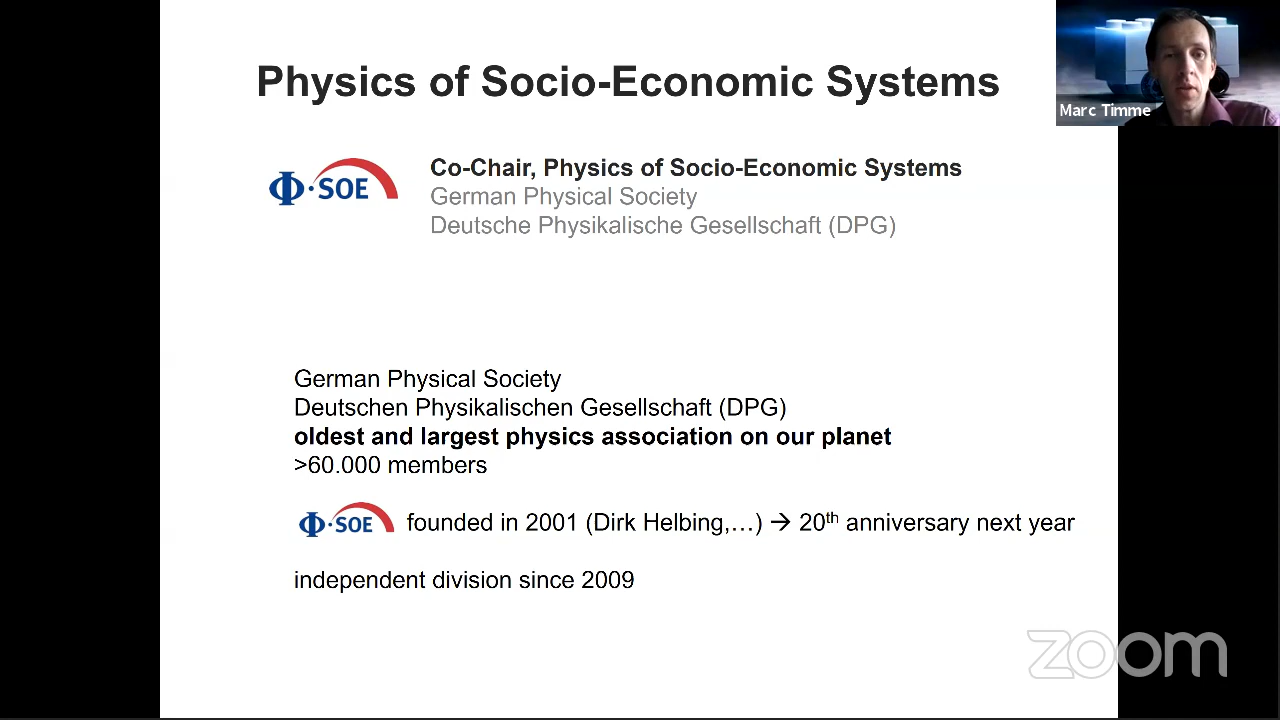 Physics of Socio-Economic Systems
Marc Timme
Φ·SOE
Co-Chair, Physics of Socio-Economic Systems
German Physical Society
Deutsche Physikalische Gesellschaft (DPG)
German Physical Society
Deutschen Physikalischen Gesellschaft (DPG)
oldest and largest physics association on our planet
>60.000 members
Φ·SOE founded in 2001 (Dirk Helbing,…) → 20th anniversary next year
independent division since 2009
zoom